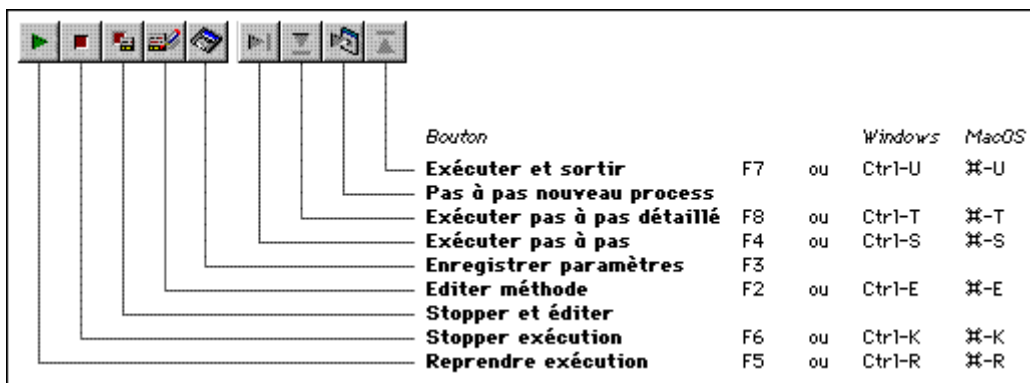 Bouton Windows MacOS
Exécuter et sortir F7 ou Ctrl-U ⌘-U
Pas à pas nouveau process
Exécuter pas à pas détaillé F8 ou Ctrl-T ⌘-T
Exécuter pas à pas F4 ou Ctrl-S ⌘-S
Enregistrer paramètres F3
Editer méthode F2 ou Ctrl-E ⌘-E
Stopper et éditer
Stopper exécution F6 ou Ctrl-K ⌘-K
Reprendre exécution F5 ou Ctrl-R ⌘-R